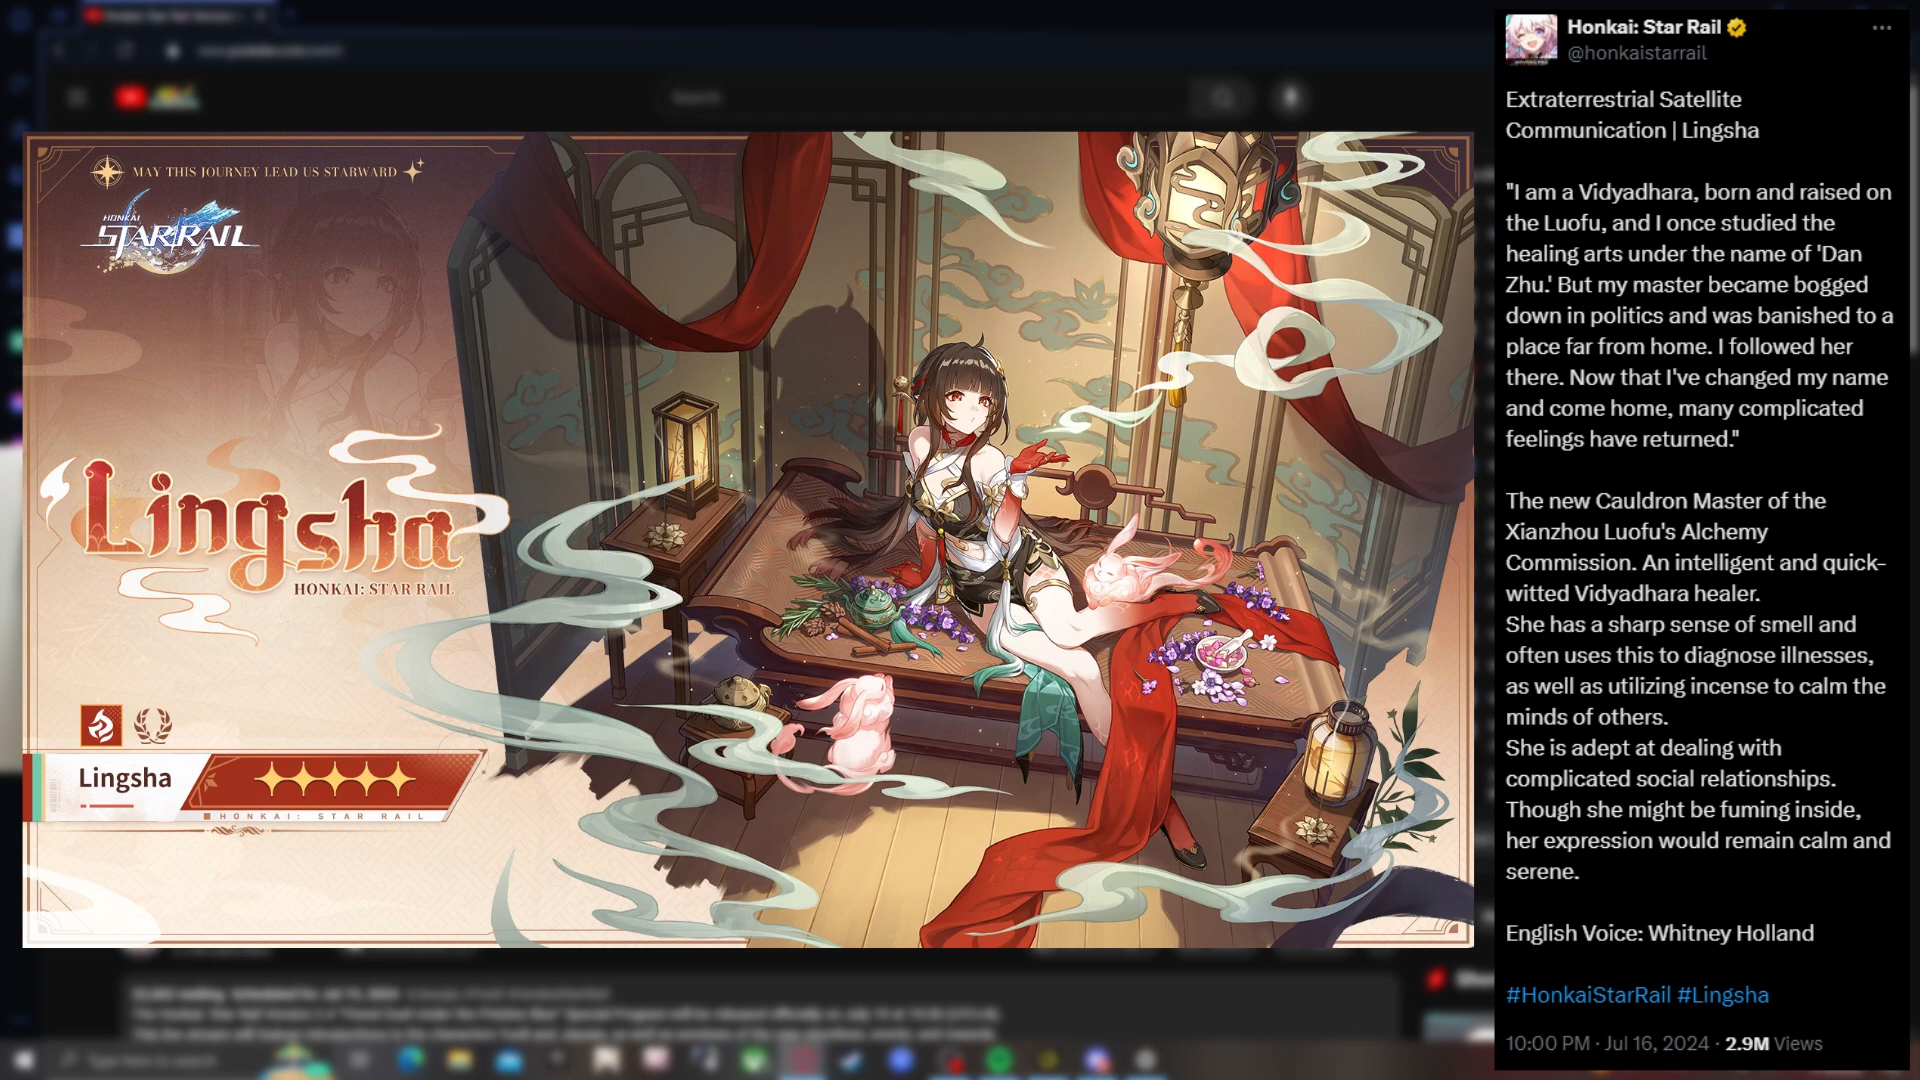 Search
MAY THIS JOURNEY LEAD US STARWARD
HONKAI
STAR RAIL
Lingsha
HONKAI: STAR RAIL
Lingsha
HONKAI: STAR RAIL
Type here to search
Honkai: Star Rail
@honkaistarrail
Extraterrestrial Satellite
Communication | Lingsha
"I am a Vidyadhara, born and raised on
the Luofu, and I once studied the
healing arts under the name of 'Dan
Zhu.' But my master became bogged
down in politics and was banished to a
place far from home. I followed her
there. Now that I've changed my name
and come home, many complicated
feelings have returned."
The new Cauldron Master of the
Xianzhou Luofu's Alchemy
Commission. An intelligent and quick-
witted Vidyadhara healer.
She has a sharp sense of smell and
often uses this to diagnose illnesses,
as well as utilizing incense to calm the
minds of others.
She is adept at dealing with
complicated social relationships.
Though she might be fuming inside,
her expression would remain calm and
serene.
English Voice: Whitney Holland
#HonkaiStarRail #Lingsha
10:00 PM · Jul 16, 2024 · 2.9M Views